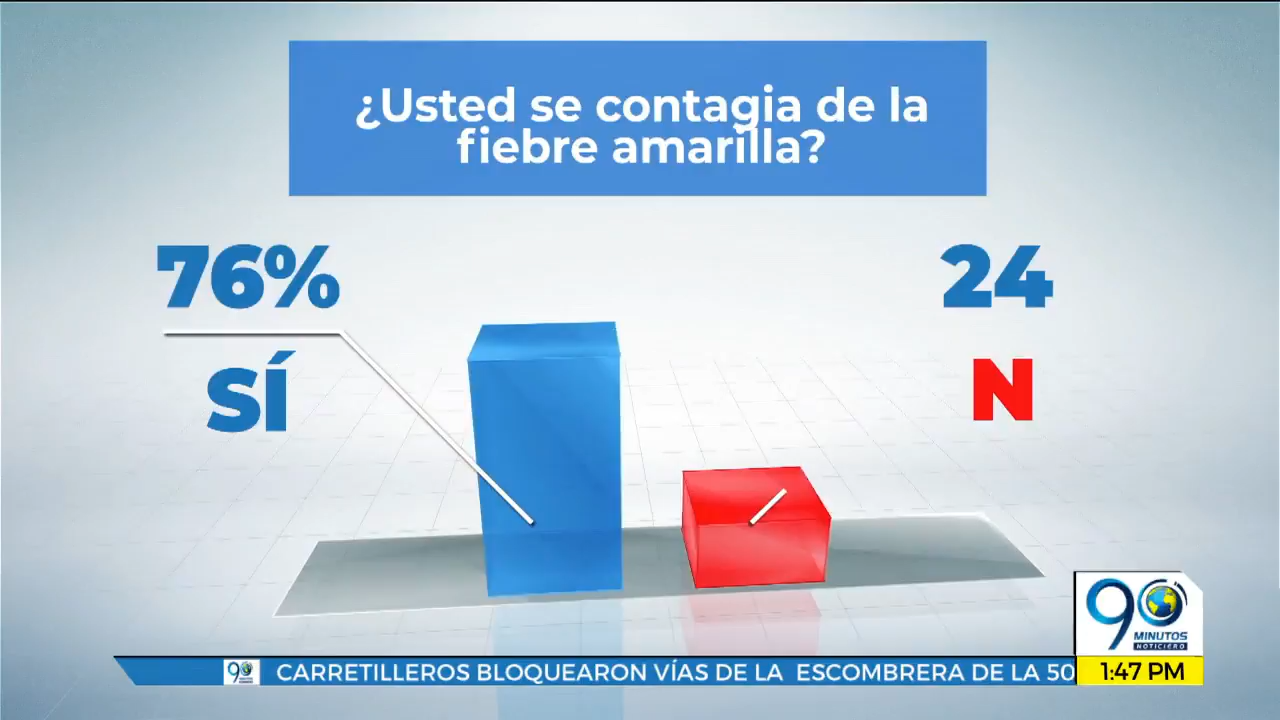 ¿Usted se contagia de la
fiebre amarilla?
76%
24
SÍ
N
90
MINUTOS
NOTICIERO
90
CARRETILLEROS BLOQUEARON VÍAS DE LA ESCOMBRERA DE LA 50
1:47 PM